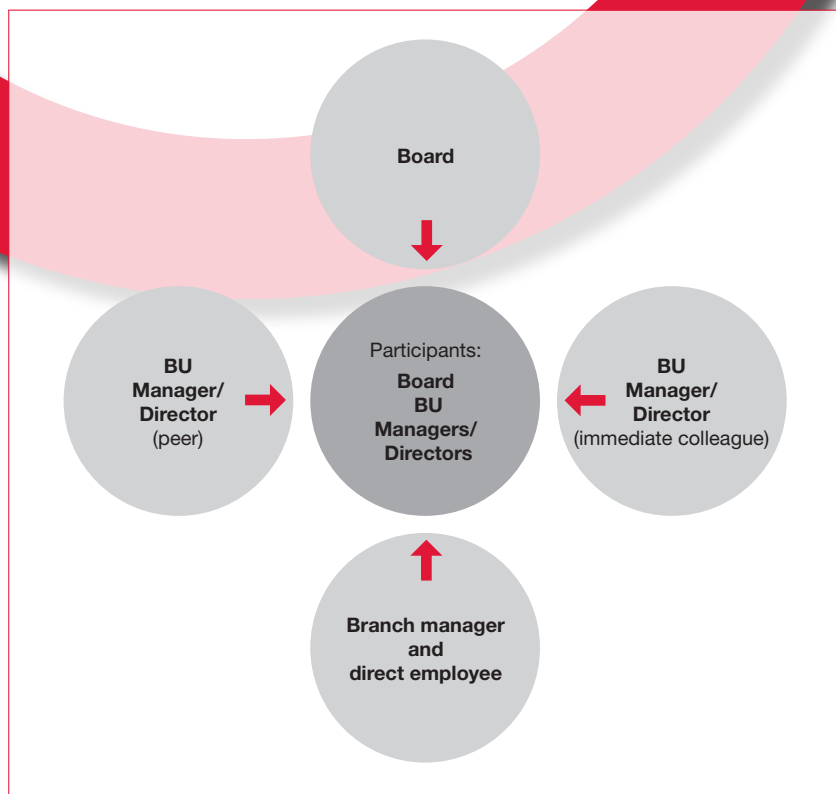 Board
BU
Manager/
Director
(peer)
Participants:
Board
BU
Managers/
Directors
BU
Manager/
Director
(immediate colleague)
Branch manager
and
direct employee